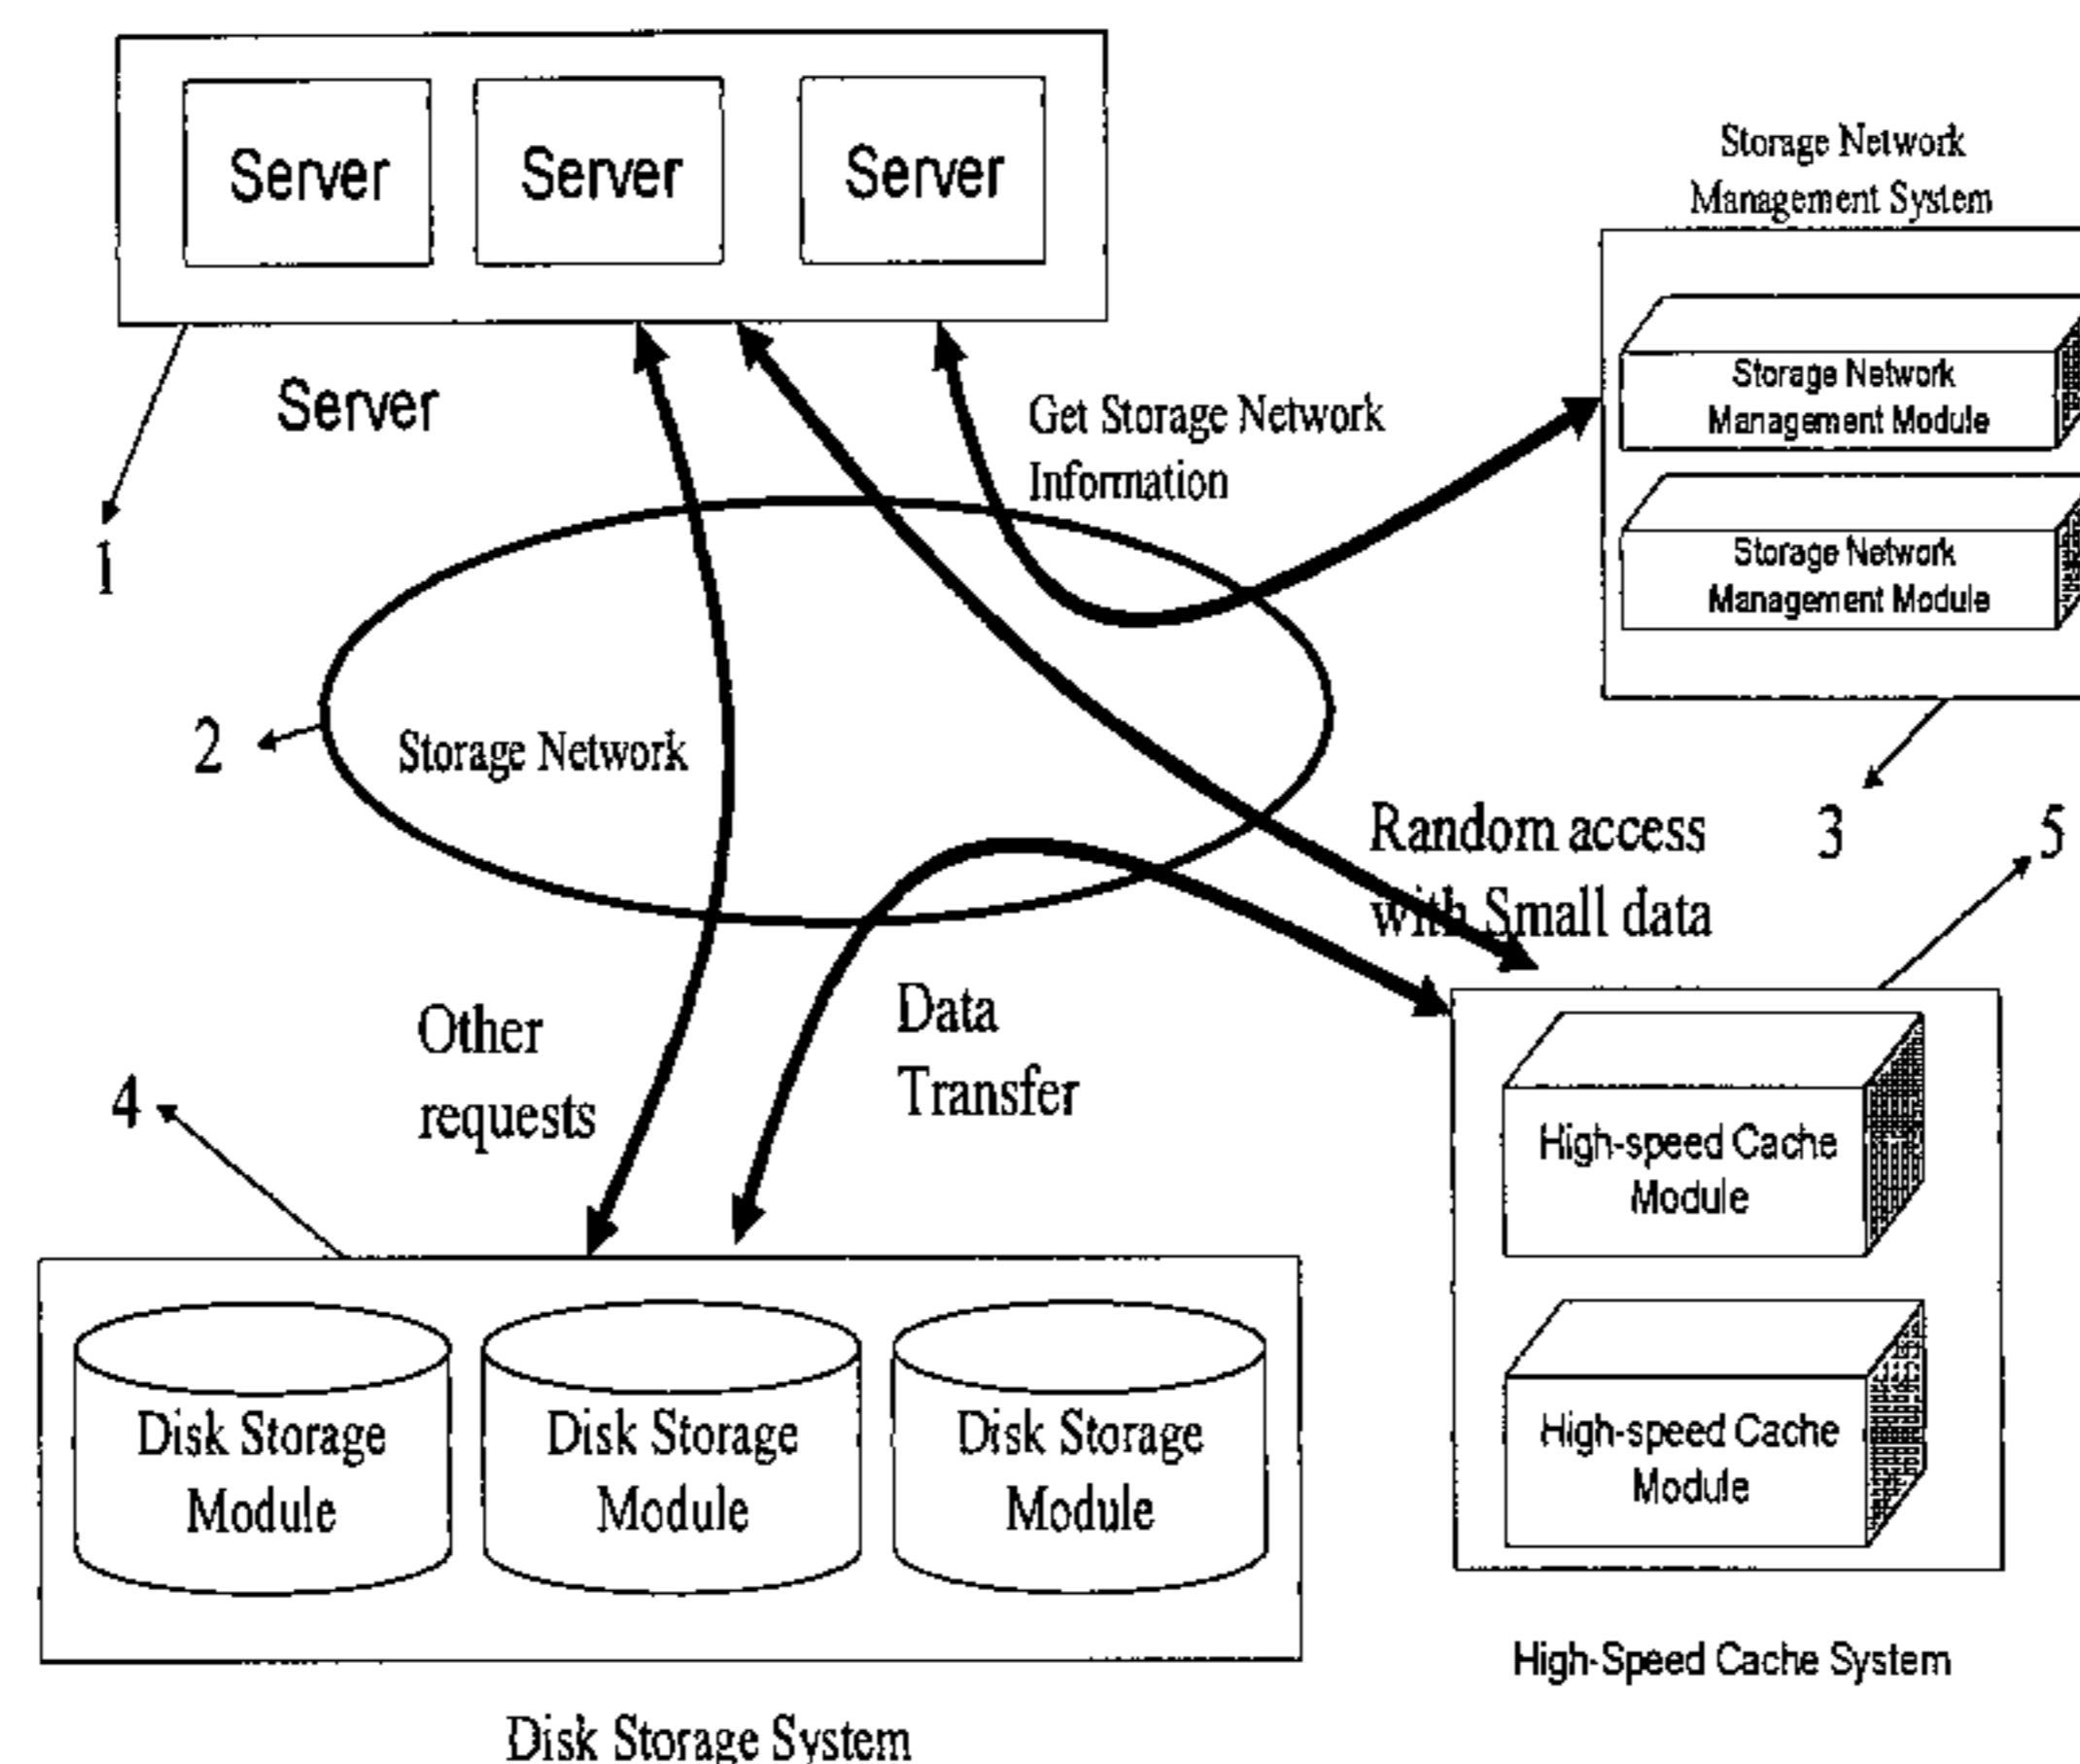 Server
Server
Server
Server
1
Storage Network
Management System
Storage Network
Management Module
Storage Network
Management Module
3
Get Storage Network
Information
2
Storage Network
Random access
with Small data
5
Other
requests
Data
Transfer
4
High-speed Cache
Module
High-speed Cache
Module
High-Speed Cache System
Disk Storage
Module
Disk Storage
Module
Disk Storage
Module
Disk Storage System